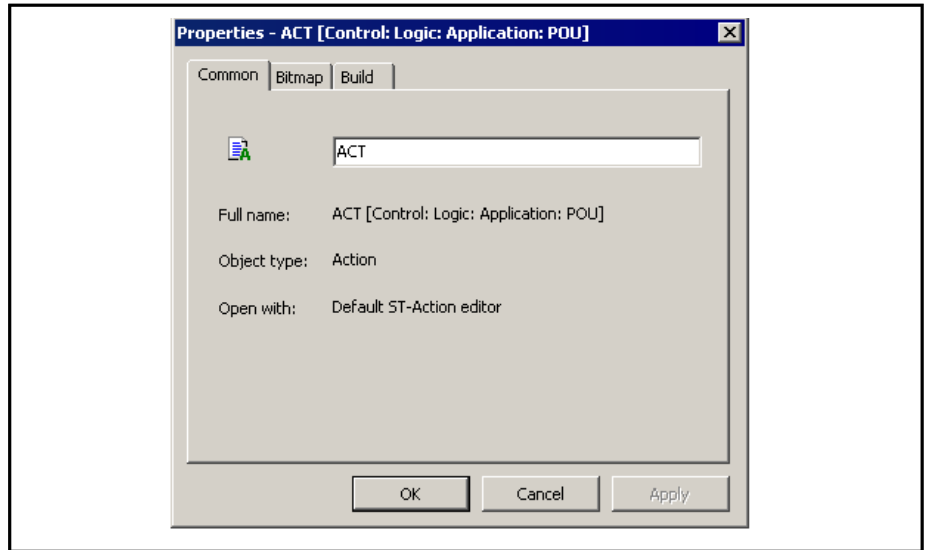 Properties - ACT [Control: Logic: Application: POU]
Common Bitmap Build
ACT
Full name: ACT [Control: Logic: Application: POU]
Object type: Action
Open with: Default ST-Action editor
OK Cancel Apply